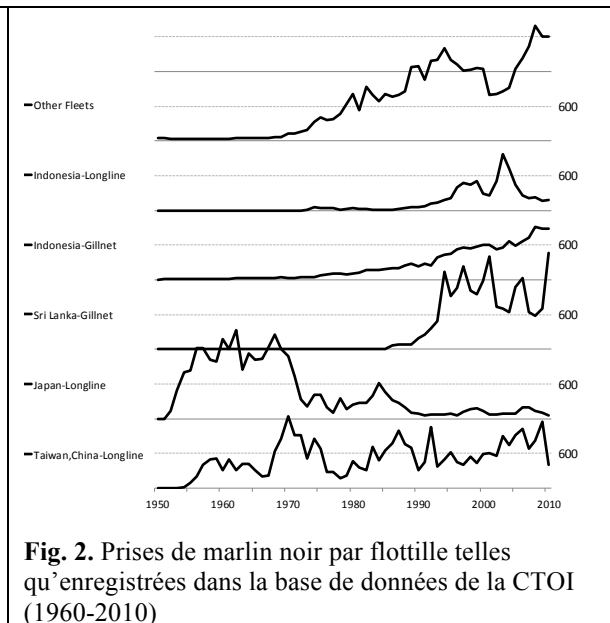 Other Fleets
600
Indonesia-Longline
600
Indonesia-Gillnet
600
Sri Lanka-Gillnet
600
Japan-Longline
600
Taiwan,China-Longline
600
1950 1960 1970 1980 1990 2000 2010
Fig. 2. Prises de marlin noir par flottille telles
qu'enregistrées dans la base de données de la CTOI
(1960-2010)